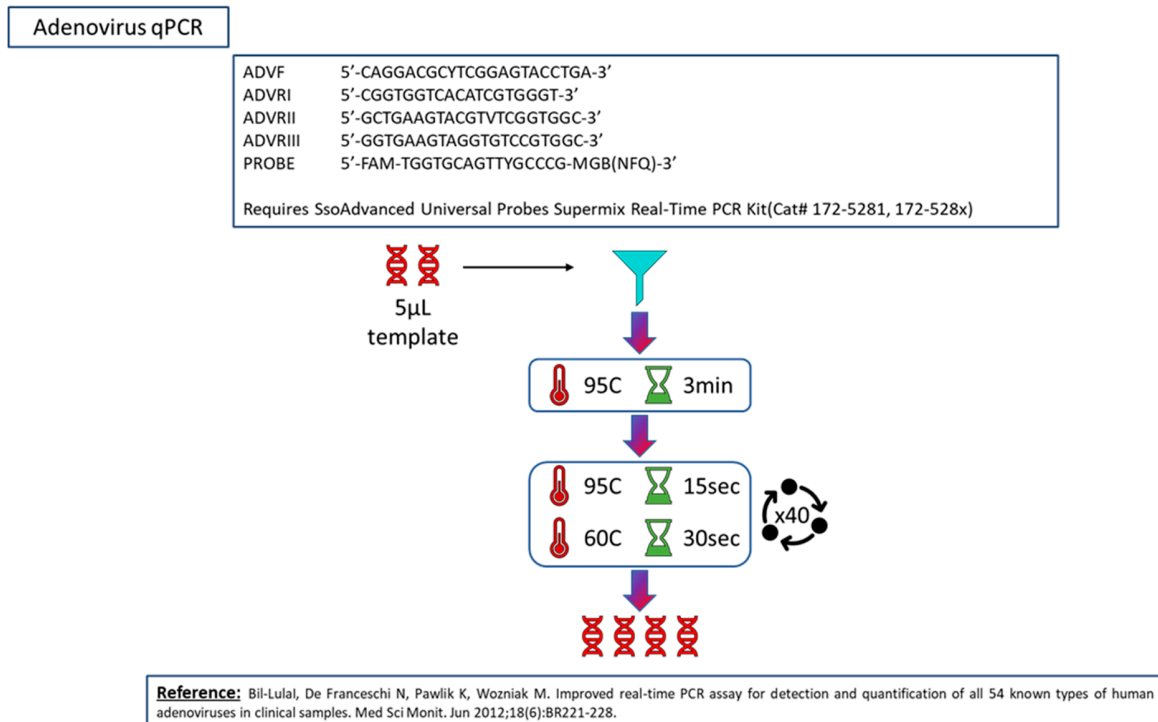 Adenovirus qPCR
ADVF 5’-CAGGACGCYTCGGAGTACCTGA-3’
ADVRI 5’-CGGTGGTCACATCGTGGGT-3’
ADVRII 5’-GCTGAAGTACGTVTCGGTGGC-3’
ADVRIII 5’-GGTGAAGTAGGTGTCCGTGGC-3’
PROBE 5’-FAM-TGGTGCAGTTYGCCCG-MGB(NFQ)-3’
Requires SsoAdvanced Universal Probes Supermix Real-Time PCR Kit(Cat# 172-5281, 172-528x)
5µL
template
95C 3min
95C 15sec
x40
60C 30sec
Reference: Bil-Lulal, De Franceschi N, Pawlik K, Wozniak M. Improved real-time PCR assay for detection and quantification of all 54 known types of human
adenoviruses in clinical samples. Med Sci Monit. Jun 2012;18(6):BR221-228.